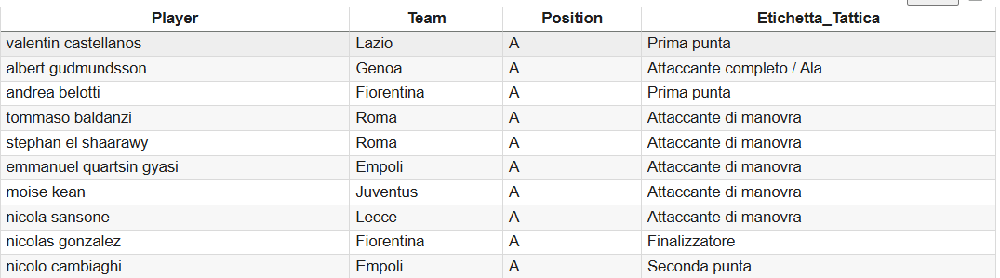 Player Team Position Etichetta_Tattica
valentin castellanos Lazio A Prima punta
albert gudmundsson Genoa A Attaccante completo / Ala
andrea belotti Fiorentina A Prima punta
tommaso baldanzi Roma A Attaccante di manovra
stephan el shaarawy Roma A Attaccante di manovra
emmanuel quartsin gyasi Empoli A Attaccante di manovra
moise kean Juventus A Attaccante di manovra
nicola sansone Lecce A Attaccante di manovra
nicolas gonzalez Fiorentina A Finalizzatore
nicolo cambiaghi Empoli A Seconda punta